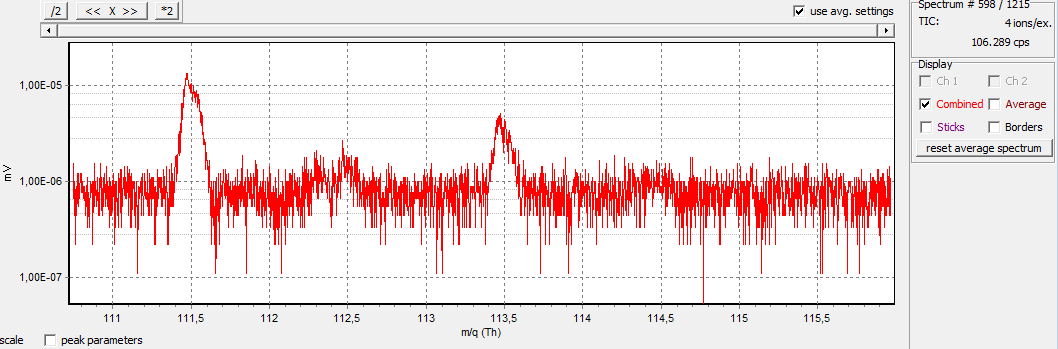 /2 << X >> *2
use avg. settings
1,00E-05
1,00E-06
1,00E-07
mV
111 111,5 112 112,5 113 113,5 114 114,5 115 115,5
m/q (Th)
scale peak parameters
Spectrum # 598 / 1215
TIC: 4 ions/ex.
106.289 cps
Display
Ch 1 Ch 2
Combined Average
Sticks Borders
reset average spectrum